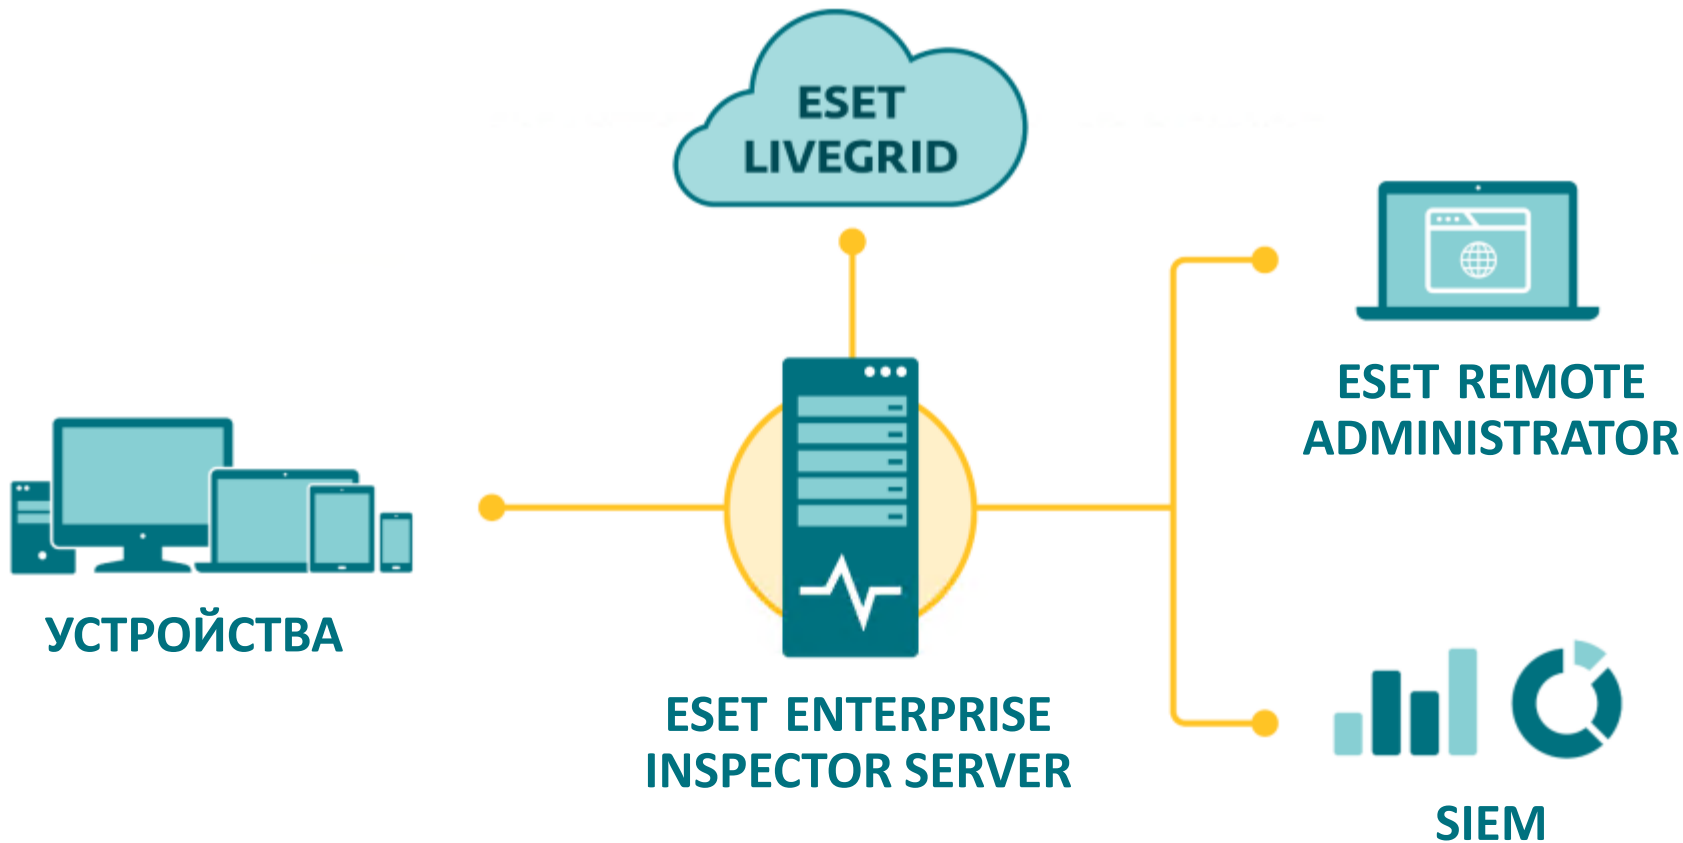 ESET
LIVEGRID
ESET REMOTE
ADMINISTRATOR
УСТРОЙСТВА
ESET ENTERPRISE
INSPECTOR SERVER
SIEM